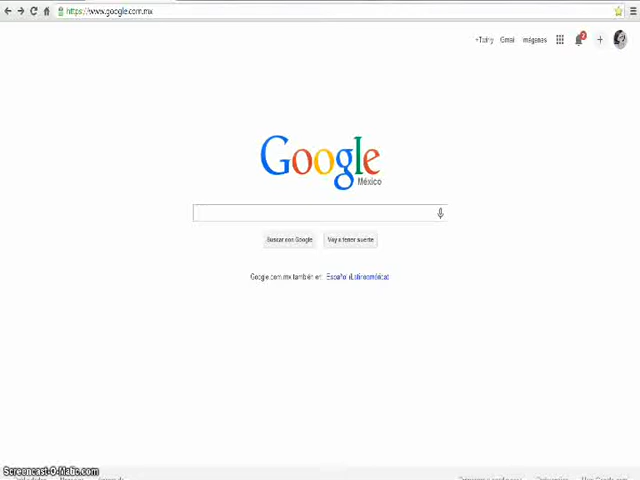 https://www.google.com.mx
Gmail Imágenes
2
Google
México
Buscar con Google Voy a tener suerte
Google.com.mx también en: Español (Latinoamérica)
Screencast-O-Matic.com